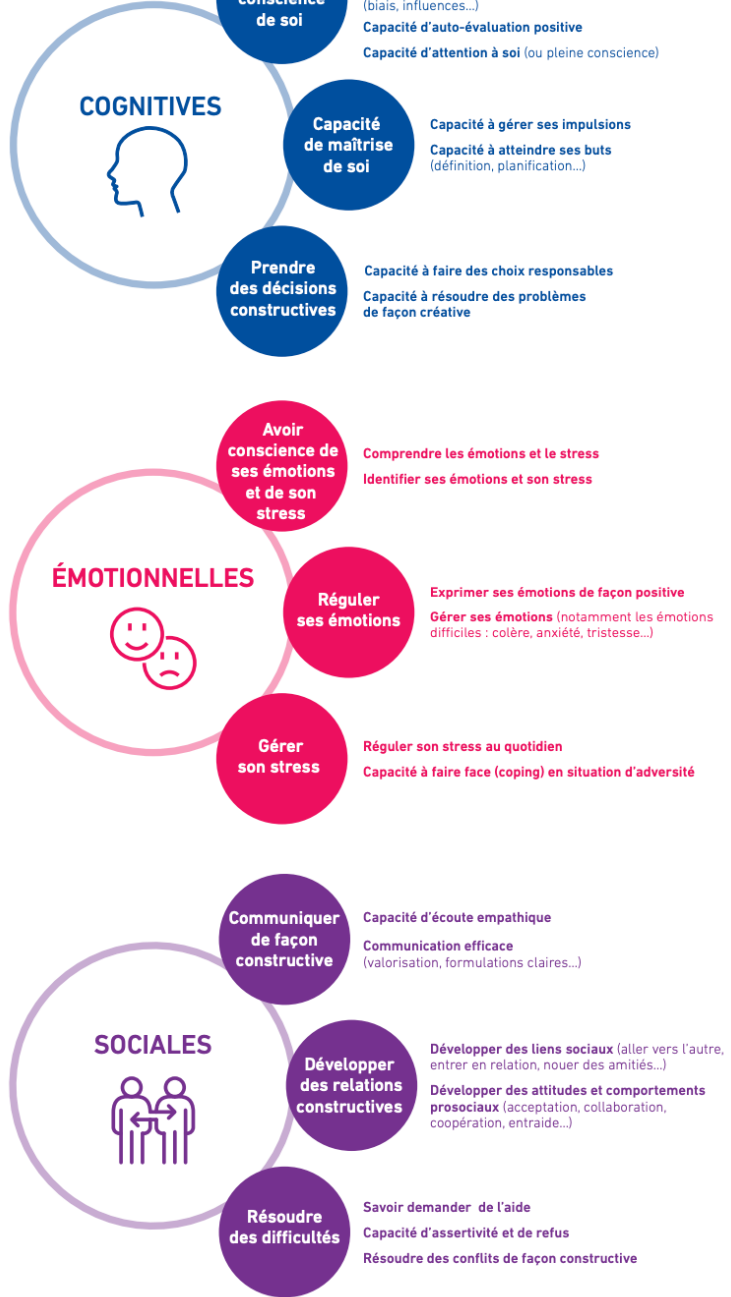 conscience
de soi
(biais, influences...)
Capacité d'auto-évaluation positive
Capacité d'attention à soi (ou pleine conscience)
COGNITIVES
Capacité
de maîtrise
de soi
Capacité à gérer ses impulsions
Capacité à atteindre ses buts
(définition, planification...)
Prendre
des décisions
constructives
Capacité à faire des choix responsables
Capacité à résoudre des problèmes
de façon créative
Avoir
conscience de
ses émotions
et de son
stress
Comprendre les émotions et le stress
Identifier ses émotions et son stress
ÉMOTIONNELLES
Réguler
ses émotions
Exprimer ses émotions de façon positive
Gérer ses émotions (notamment les émotions
difficiles : colère, anxiété, tristesse...)
Gérer
son stress
Réguler son stress au quotidien
Capacité à faire face (coping) en situation d'adversité
Communiquer
de façon
constructive
Capacité d'écoute empathique
Communication efficace
(valorisation, formulations claires...)
SOCIALES
Développer
des relations
constructives
Développer des liens sociaux (aller vers l'autre,
entrer en relation, nouer des amitiés...)
Développer des attitudes et comportements
prosociaux (acceptation, collaboration,
coopération, entraide...)
Résoudre
des difficultés
Savoir demander de l'aide
Capacité d'assertivité et de refus
Résoudre des conflits de façon constructive